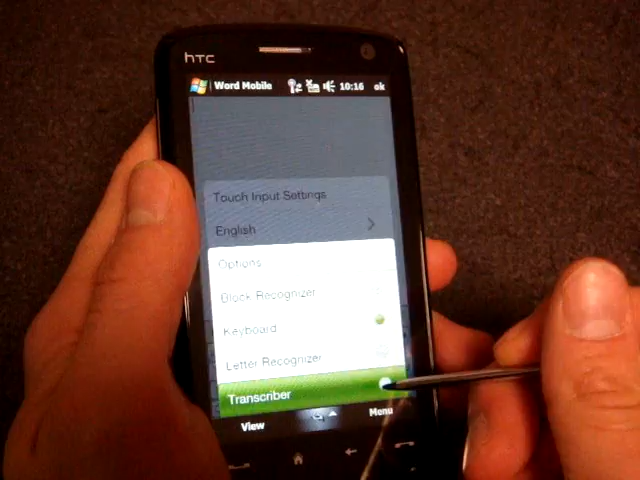 hTC
Word Mobile 10:16 ok
Touch Input Settings
English
Options
Block Recognizer
Keyboard
Letter Recognizer
Transcriber
View Menu